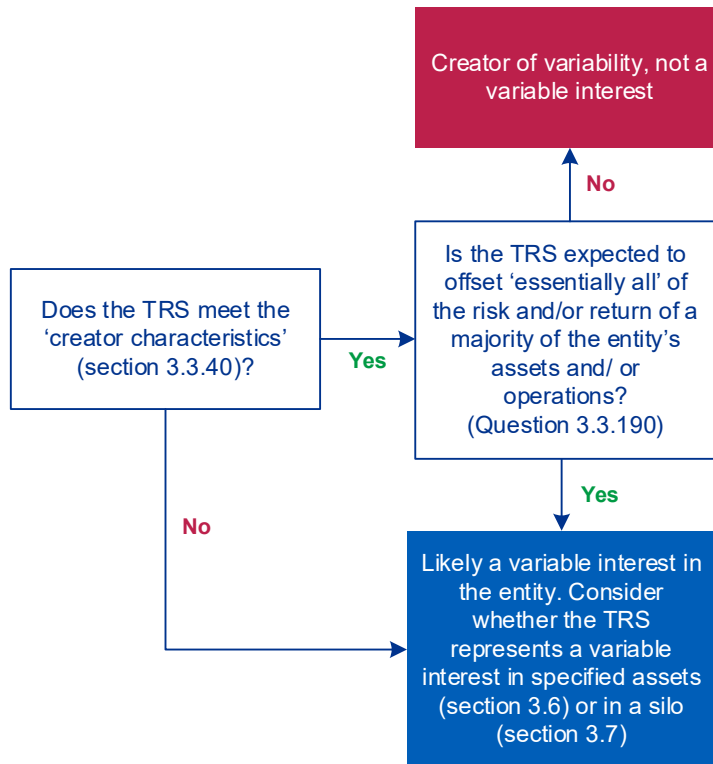 Creator of variability, not a
variable interest
No
Is the TRS expected to
offset ‘essentially all’ of
the risk and/or return of a
majority of the entity’s
assets and/ or
operations?
(Question 3.3.190)
Does the TRS meet the
‘creator characteristics’
(section 3.3.40)?
Yes
Yes
No
Likely a variable interest in
the entity. Consider
whether the TRS
represents a variable
interest in specified assets
(section 3.6) or in a silo
(section 3.7)